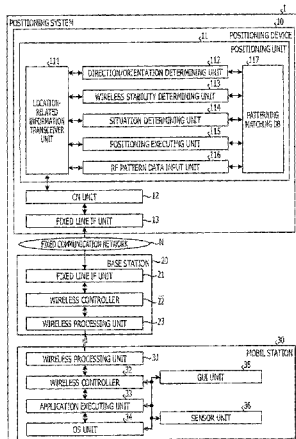 1
POSITIONING SYSTEM
10
POSITIONING DEVICE
11
POSITIONING UNIT
111
112
117
DIRECTION/ORIENTATION DETERMINING UNIT
113
WIRELESS STABILITY DETERMINING UNIT
114
SITUATION DETERMINING UNIT
115
POSITIONING EXECUTING UNIT
116
RF PATTERN DATA INPUT UNIT
LOCATION-
RELATED
INFORMATION
TRANSCEIVER
UNIT
PATTERNING
MATCHING DB
CN UNIT
12
FIXED LINE IF UNIT
13
FIXED COMMUNICATION NETWORK
N
20
BASE STATION
FIXED LINE IF UNIT
21
WIRELESS CONTROLLER
22
WIRELESS PROCESSING UNIT
23
30
MOBIL STATION
WIRELESS PROCESSING UNIT
31
32
WIRELESS CONTROLLER
33
APPLICATION EXECUTING UNIT
34
OS UNIT
35
GUI UNIT
36
SENSOR UNIT